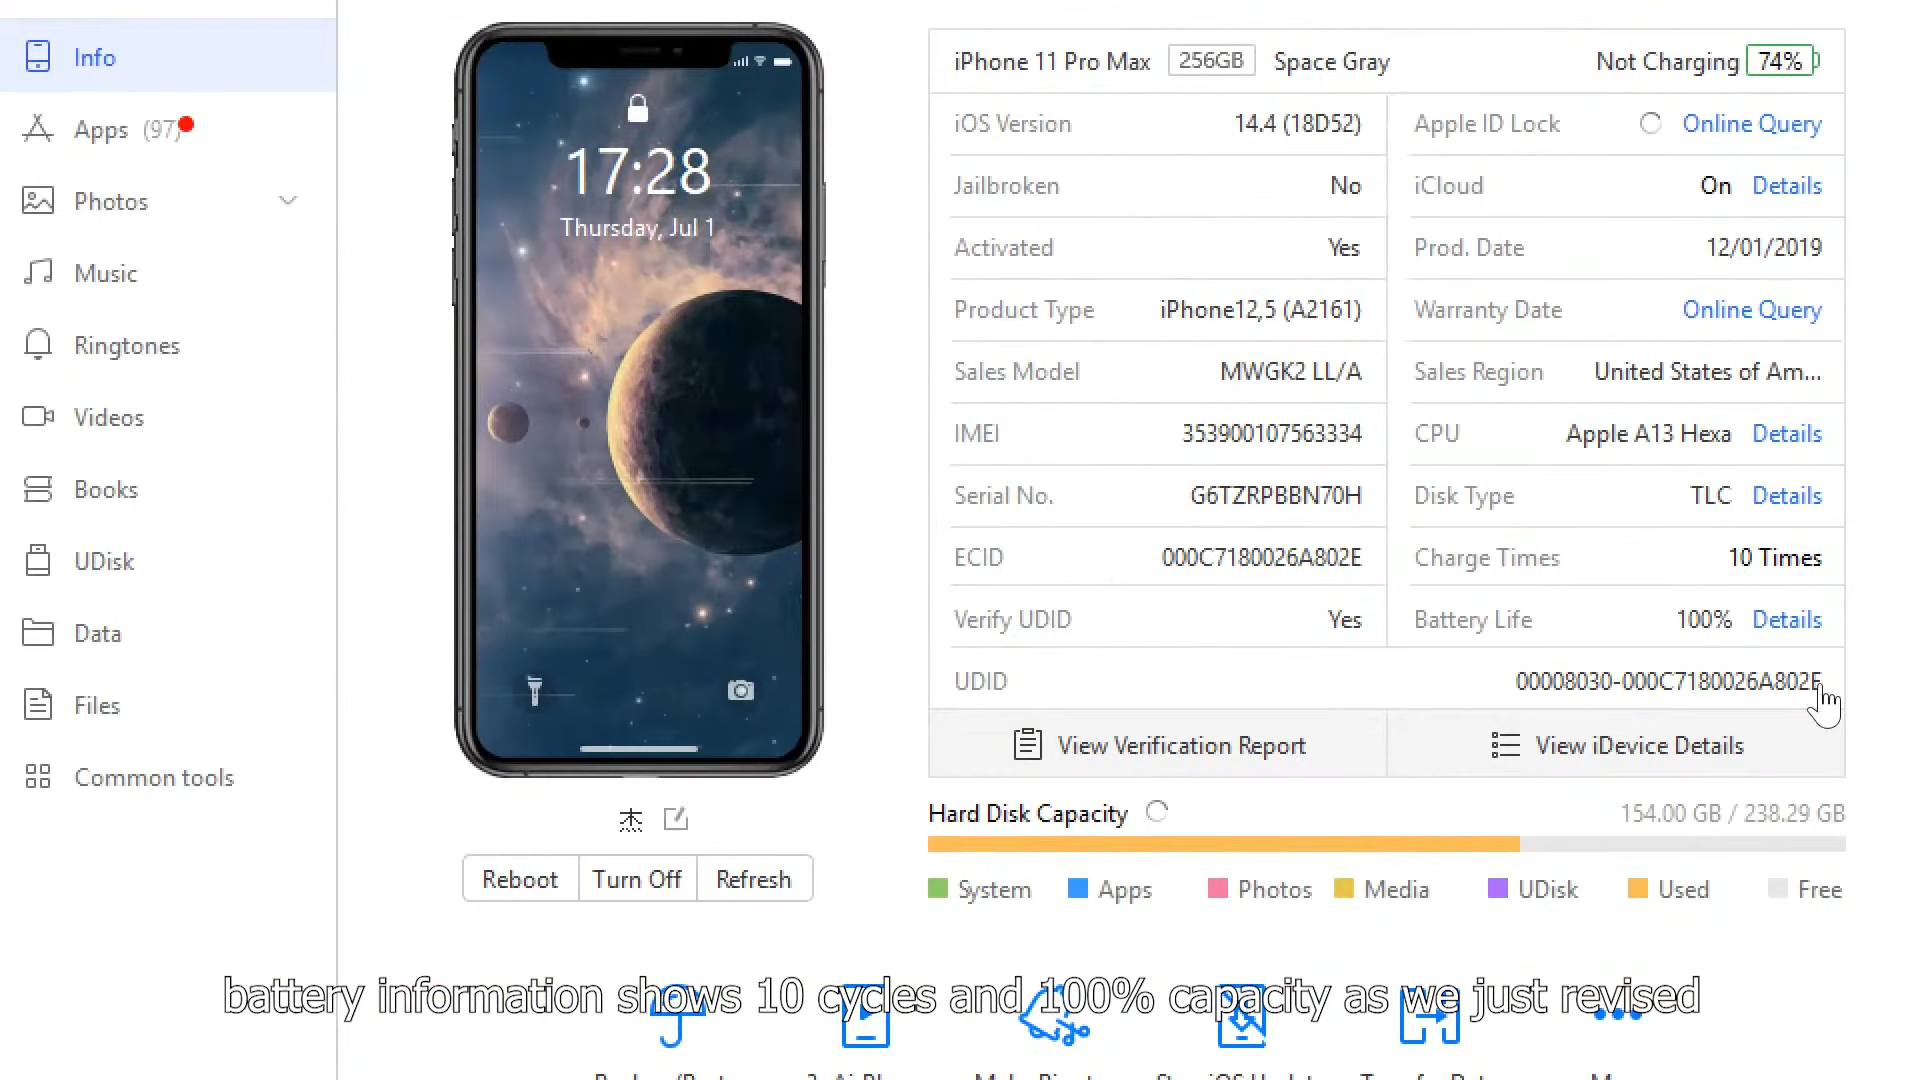 Info
Apps (97)
Photos
Music
Ringtones
Videos
Books
UDisk
Data
Files
Common tools
17:28
Thursday, Jul 1
杰
Reboot Turn Off Refresh
iPhone 11 Pro Max 256GB Space Gray Not Charging 74%
iOS Version 14.4 (18D52) Apple ID Lock Online Query
Jailbroken No iCloud On Details
Activated Yes Prod. Date 12/01/2019
Product Type iPhone12,5 (A2161) Warranty Date Online Query
Sales Model MWGK2 LL/A Sales Region United States of Am...
IMEI 353900107563334 CPU Apple A13 Hexa Details
Serial No. G6TZRPBBN70H Disk Type TLC Details
ECID 000C7180026A802E Charge Times 10 Times
Verify UDID Yes Battery Life 100% Details
UDID 00008030-000C7180026A802E
View Verification Report View iDevice Details
Hard Disk Capacity 154.00 GB / 238.29 GB
System Apps Photos Media UDisk Used Free
battery information shows 10 cycles and 100% capacity as we just revised